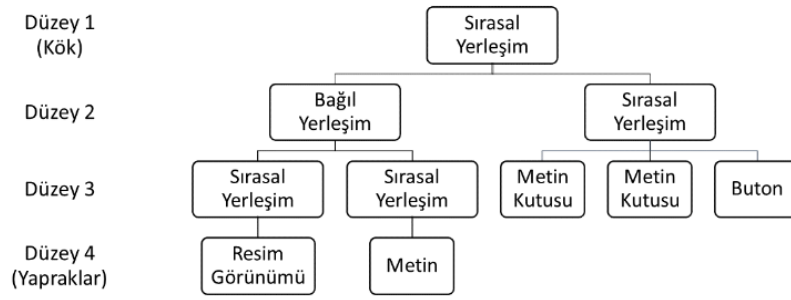 Düzey 1
(Kök)
Sırasal
Yerleşim
Düzey 2
Bağıl
Yerleşim
Sırasal
Yerleşim
Düzey 3
Sırasal
Yerleşim
Sırasal
Yerleşim
Metin
Kutusu
Metin
Kutusu
Buton
Düzey 4
(Yapraklar)
Resim
Görünümü
Metin